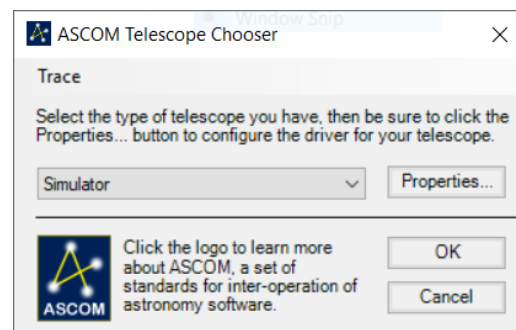 Window Snip
ASCOM Telescope Chooser
Trace
Select the type of telescope you have, then be sure to click the
Properties... button to configure the driver for your telescope.
Simulator
Properties...
Click the logo to learn more
about ASCOM, a set of
standards for inter-operation of
astronomy software.
ASCOM
OK
Cancel